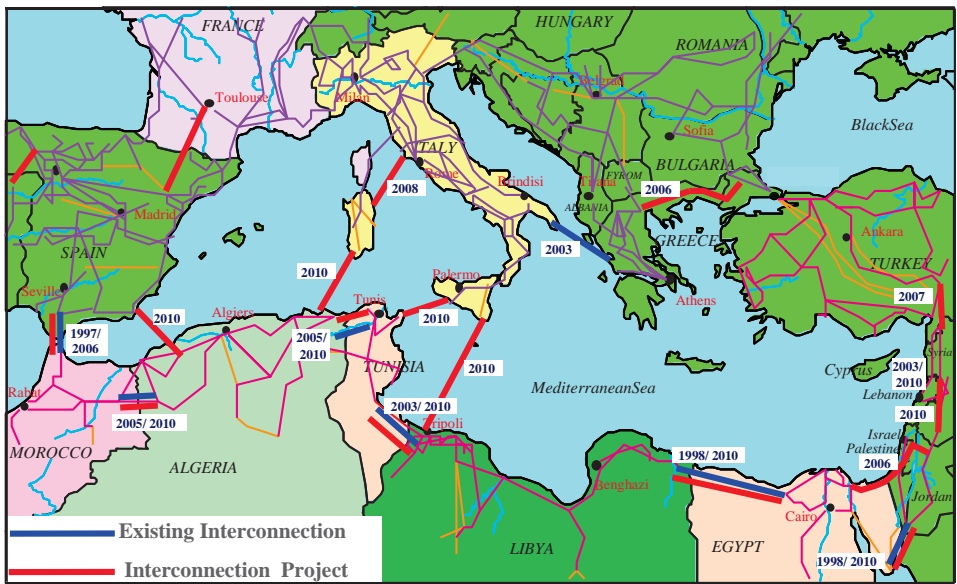 FRANCE
HUNGARY
ROMANIA
Toulouse
Milan
Belgrad
BlackSea
ITALY
Sofia
BULGARIA
Rome
2008
Brindisi
Tirana
FYROM
2006
ALBANIA
Madrid
SPAIN
2003
GREECE
Ankara
TURKEY
Seville
2010
Palermo
Athens
2007
2010
Algiers
Tunis
2010
1997/
2006
2005/
2010
TUNISIA
2010
Syria
Cyprus
2003/
2010
Rabat
MediterraneanSea
Lebanon
2005/ 2010
2003/ 2010
Tripoli
2010
MOROCCO
ALGERIA
Israel
Palestine
1998/ 2010
2006
Benghazi
Jordan
Cairo
Existing Interconnection
LIBYA
EGYPT
1998/ 2010
Interconnection Project